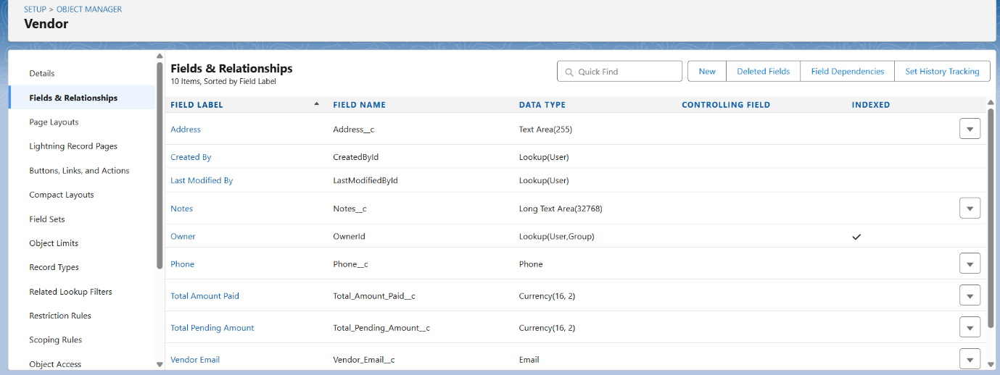 SETUP > OBJECT MANAGER
Vendor
Details
Fields & Relationships
Page Layouts
Lightning Record Pages
Buttons, Links, and Actions
Compact Layouts
Field Sets
Object Limits
Record Types
Related Lookup Filters
Restriction Rules
Scoping Rules
Object Access
Fields & Relationships
10 Items, Sorted by Field Label
Quick Find
New
Deleted Fields
Field Dependencies
Set History Tracking
FIELD LABEL FIELD NAME DATA TYPE CONTROLLING FIELD INDEXED
Address Address__c Text Area(255)
Created By CreatedById Lookup(User)
Last Modified By LastModifiedById Lookup(User)
Notes Notes__c Long Text Area(32768)
Owner OwnerId Lookup(User,Group)
Phone Phone__c Phone
Total Amount Paid Total_Amount_Paid__c Currency(16, 2)
Total Pending Amount Total_Pending_Amount__c Currency(16, 2)
Vendor Email Vendor_Email__c Email